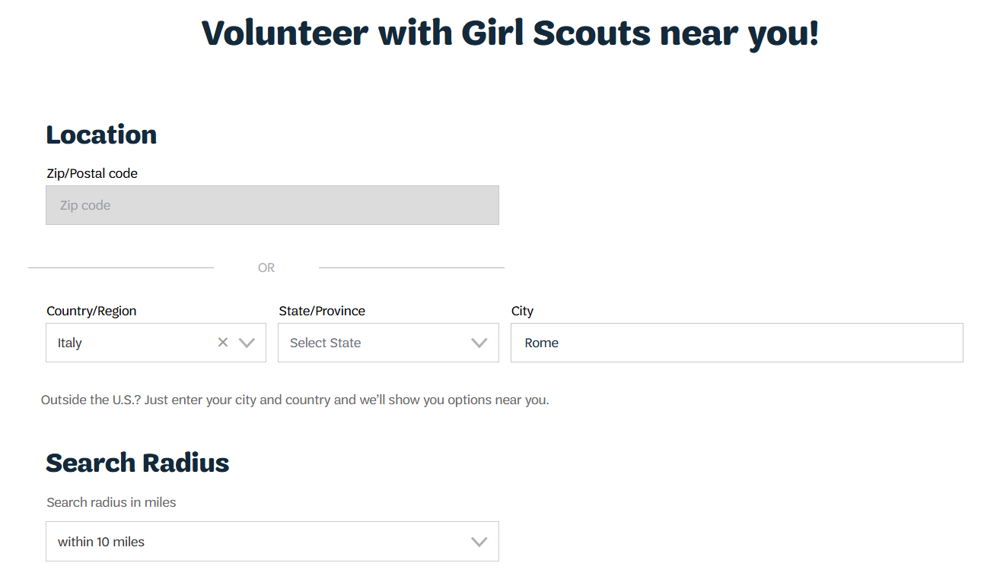 Volunteer with Girl Scouts near you!
Location
Zip/Postal code
Zip code
OR
Country/Region State/Province City
Italy Select State Rome
Outside the U.S.? Just enter your city and country and we’ll show you options near you.
Search Radius
Search radius in miles
within 10 miles